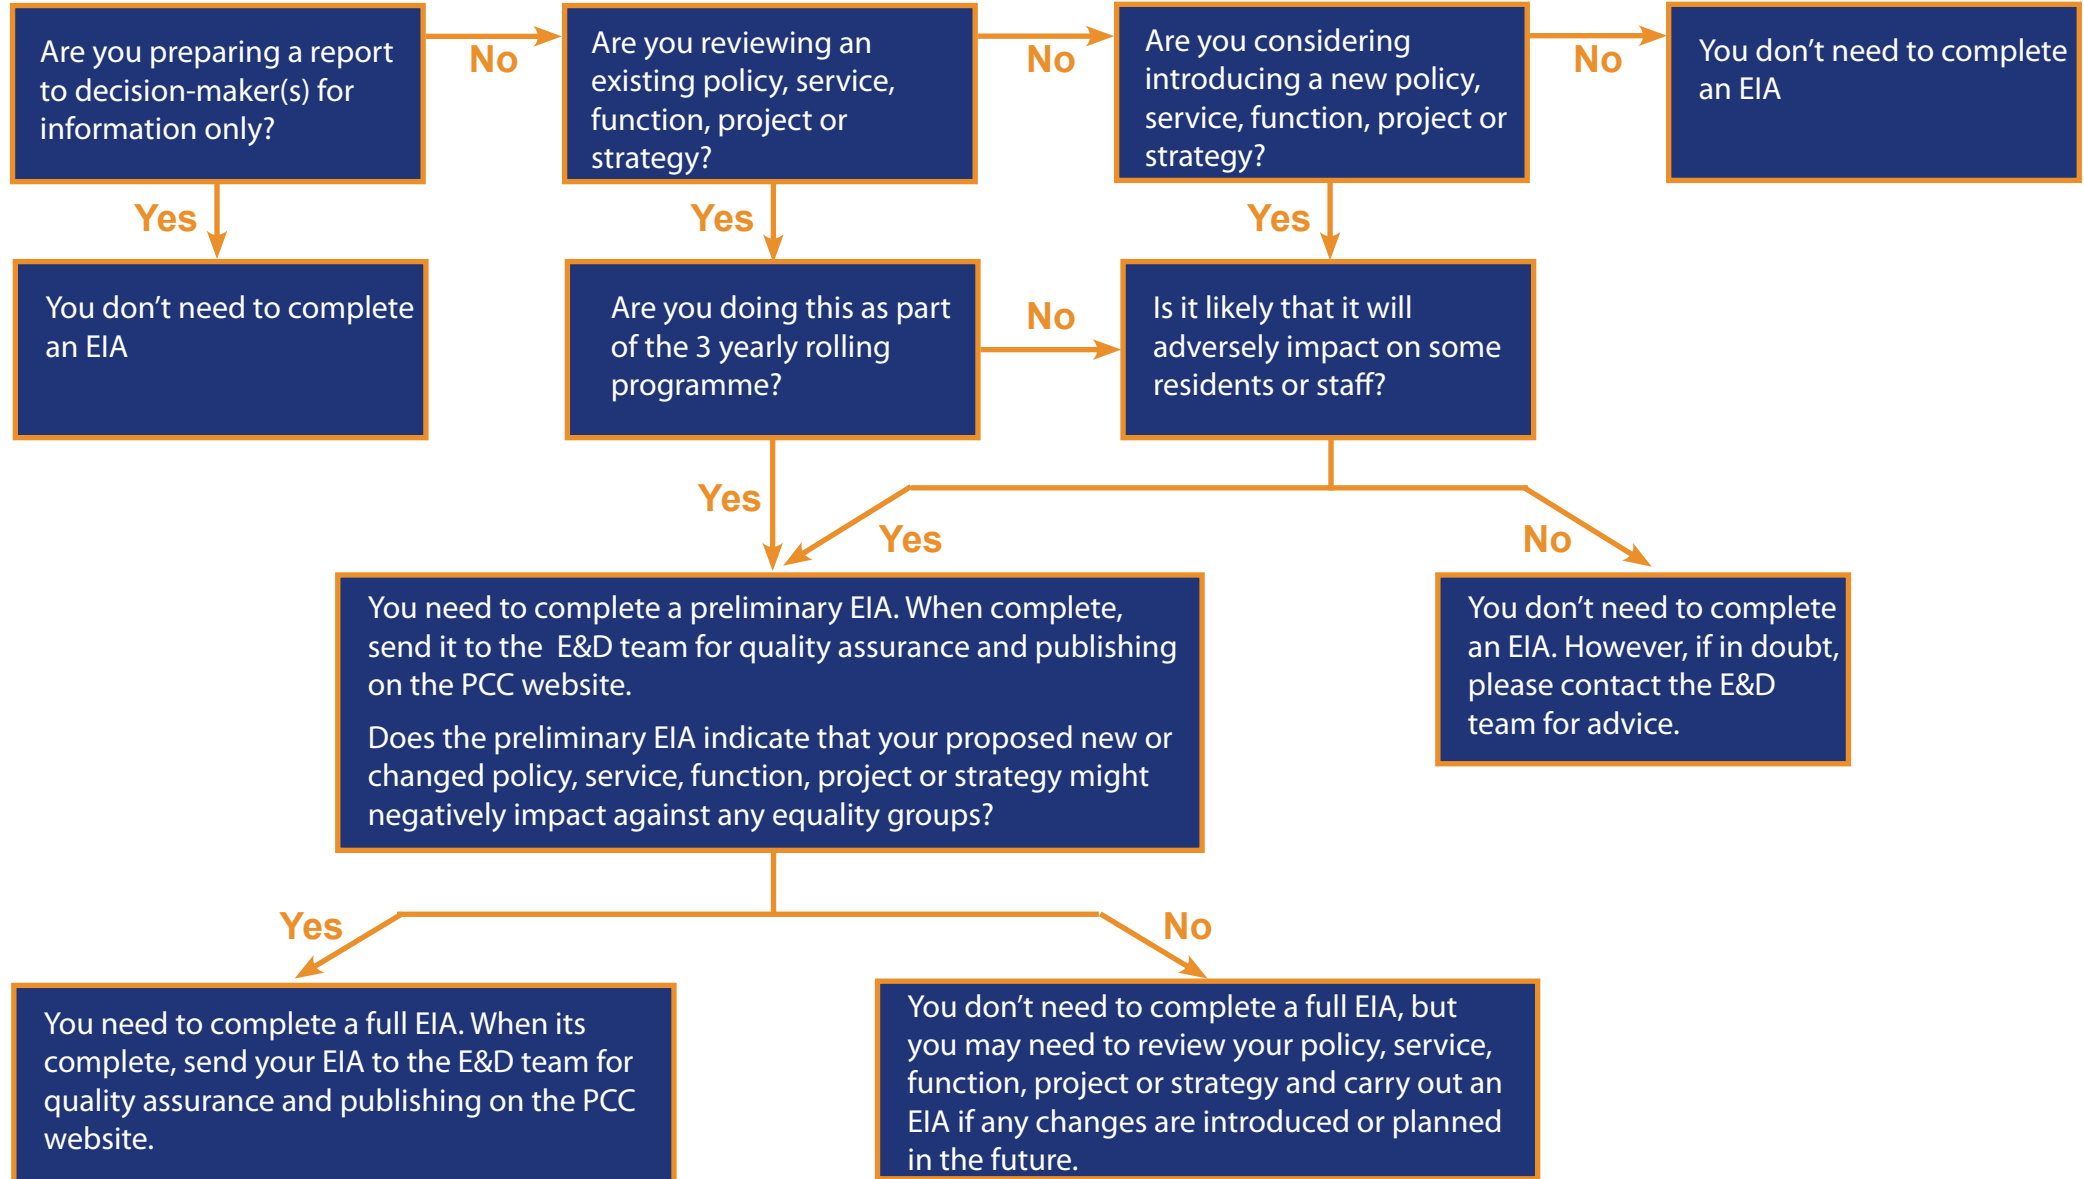 Are you preparing a report
to decision-maker(s) for
information only?
No
Are you reviewing an
existing policy, service,
function, project or
strategy?
No
Are you considering
introducing a new policy,
service, function, project or
strategy?
No
You don’t need to complete
an EIA
Yes
Yes
Yes
You don’t need to complete
an EIA
Are you doing this as part
of the 3 yearly rolling
programme?
No
Is it likely that it will
adversely impact on some
residents or staff?
Yes
Yes
No
You need to complete a preliminary EIA. When complete,
send it to the E&D team for quality assurance and publishing
on the PCC website.
Does the preliminary EIA indicate that your proposed new or
changed policy, service, function, project or strategy might
negatively impact against any equality groups?
You don’t need to complete
an EIA. However, if in doubt,
please contact the E&D
team for advice.
Yes
No
You need to complete a full EIA. When its
complete, send your EIA to the E&D team for
quality assurance and publishing on the PCC
website.
You don’t need to complete a full EIA, but
you may need to review your policy, service,
function, project or strategy and carry out an
EIA if any changes are introduced or planned
in the future.